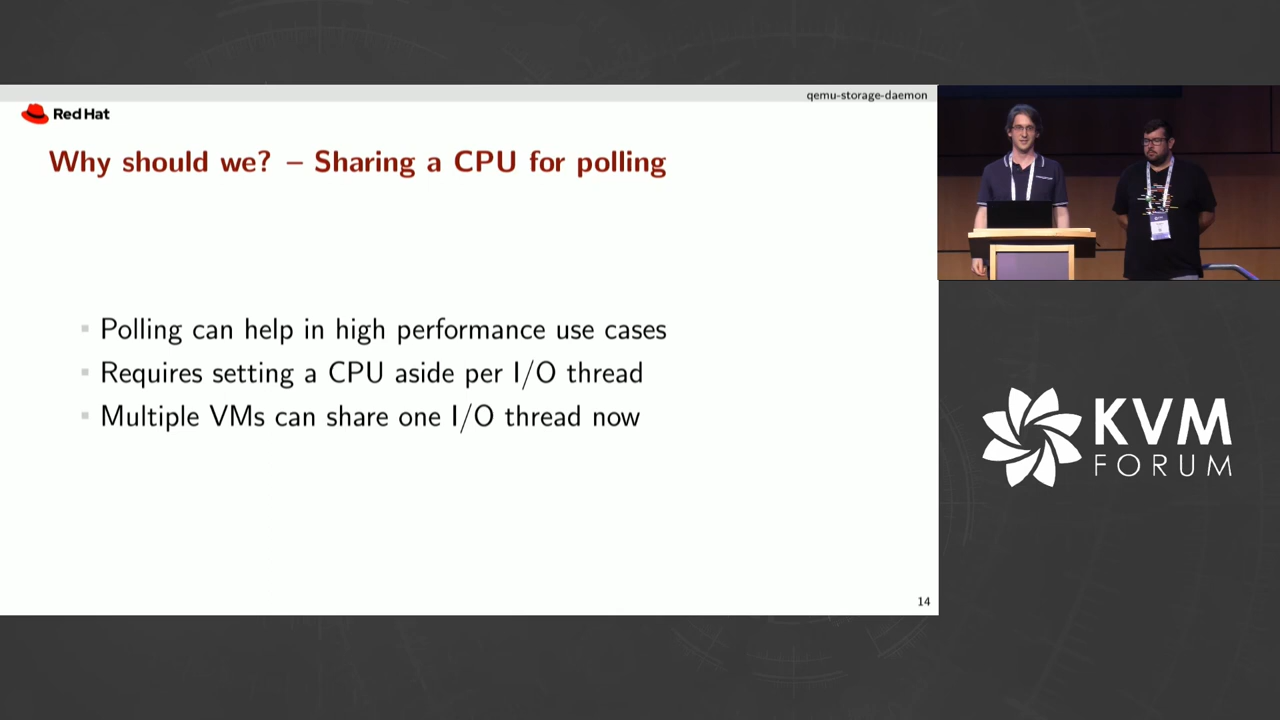 qemu-storage-daemon
Red Hat
Why should we? – Sharing a CPU for polling
Polling can help in high performance use cases
Requires setting a CPU aside per I/O thread
Multiple VMs can share one I/O thread now
14
KVM
FORUM